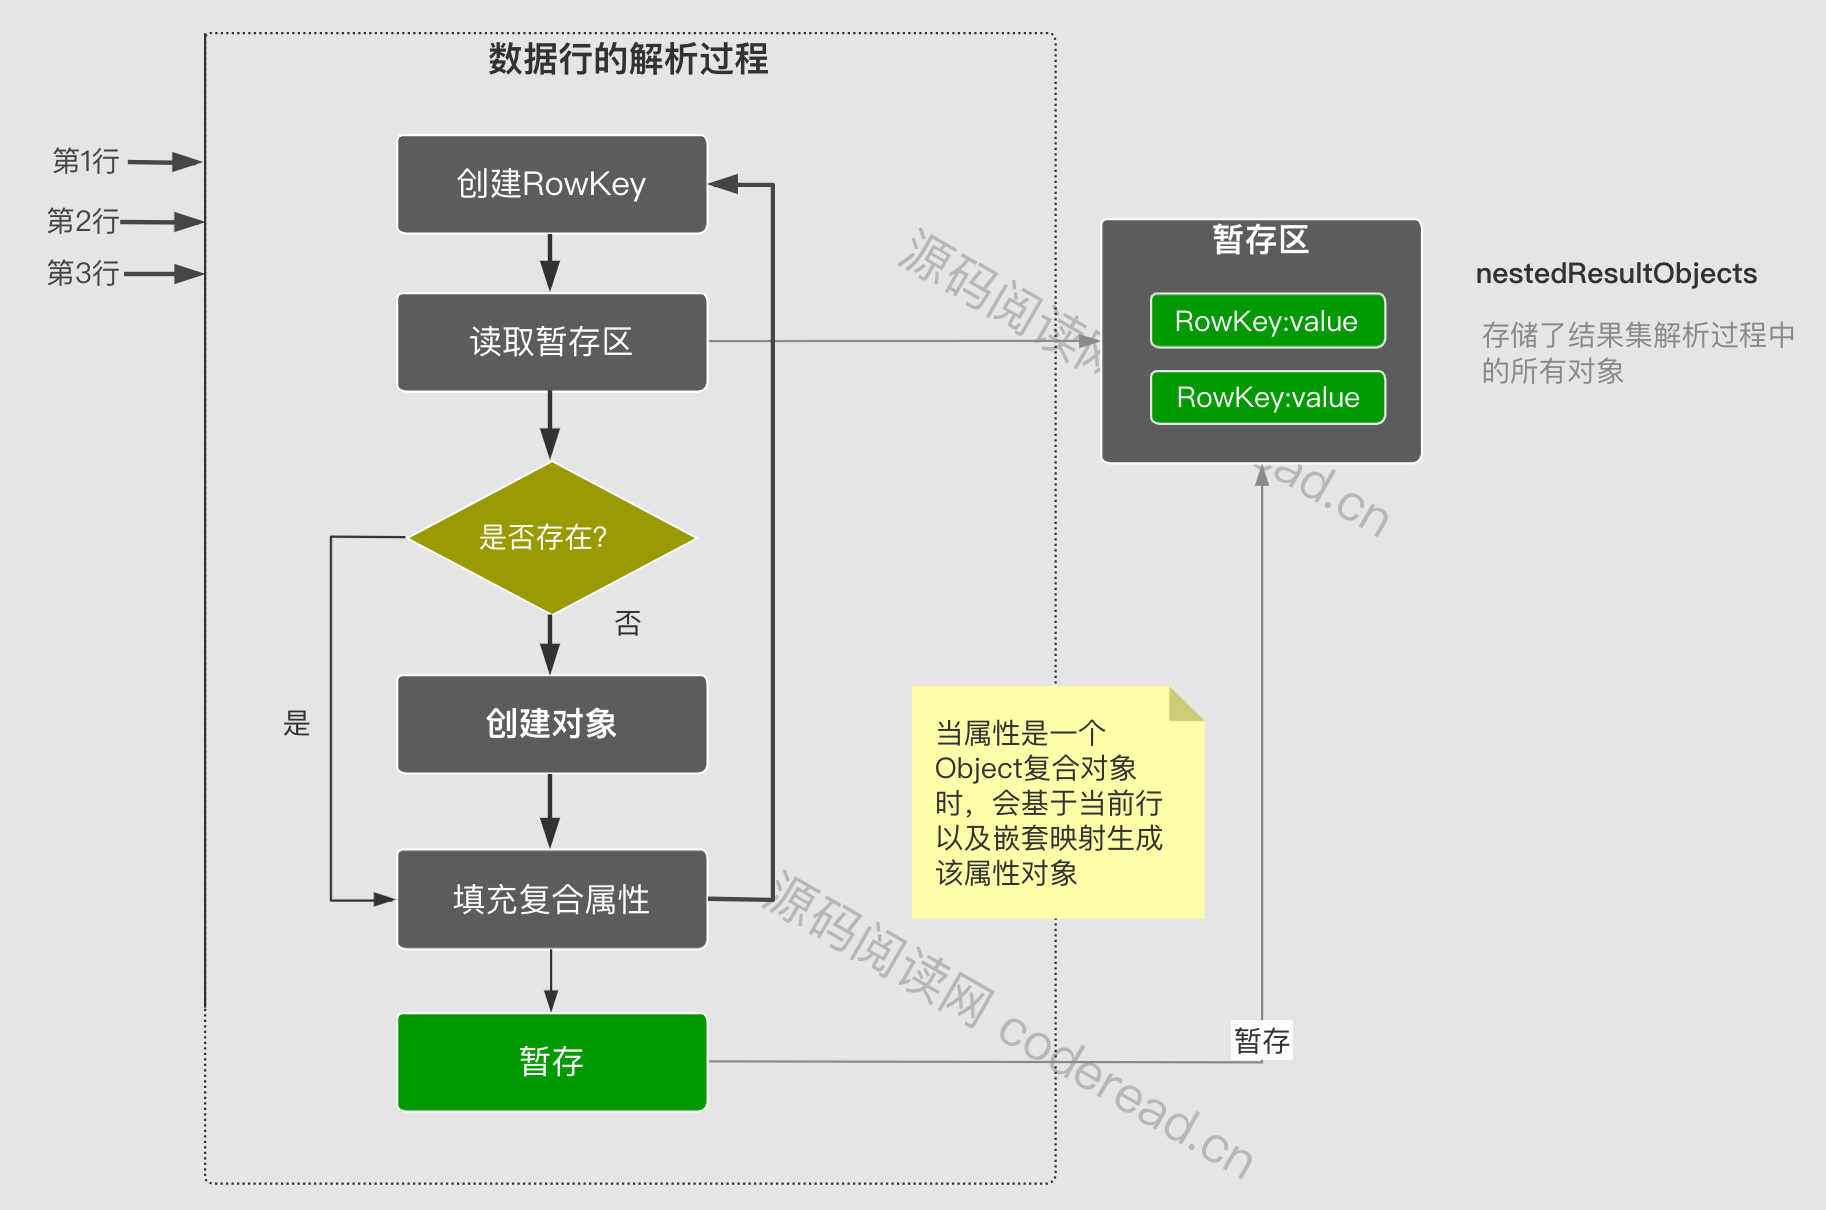 数据行的解析过程
第1行
第2行
第3行
创建RowKey
读取暂存区
是否存在?
否
是
创建对象
填充复合属性
暂存
暂存区
RowKey:value
RowKey:value
nestedResultObjects
存储了结果集解析过程中
的所有对象
当属性是一个
Object复合对象
时，会基于当前行
以及嵌套映射生成
该属性对象
暂存
源码阅读网
ead.cn
源码阅读网 coderead.cn